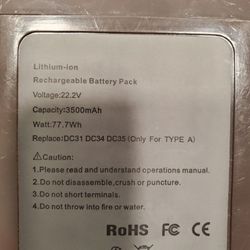 Lithium-ion
Rechargeable Battery Pack
Voltage:22.2V
Capacity:3500mAh
Watt:77.7Wh
Replace:DC31 DC34 DC35 (Only For TYPE A)
⚠Caution:
1.Please read and understand operations manual.
2.Do not disassemble,crush or puncture.
3.Do not short terminals.
4.Do not throw into fire or water.
RoHS FC CE